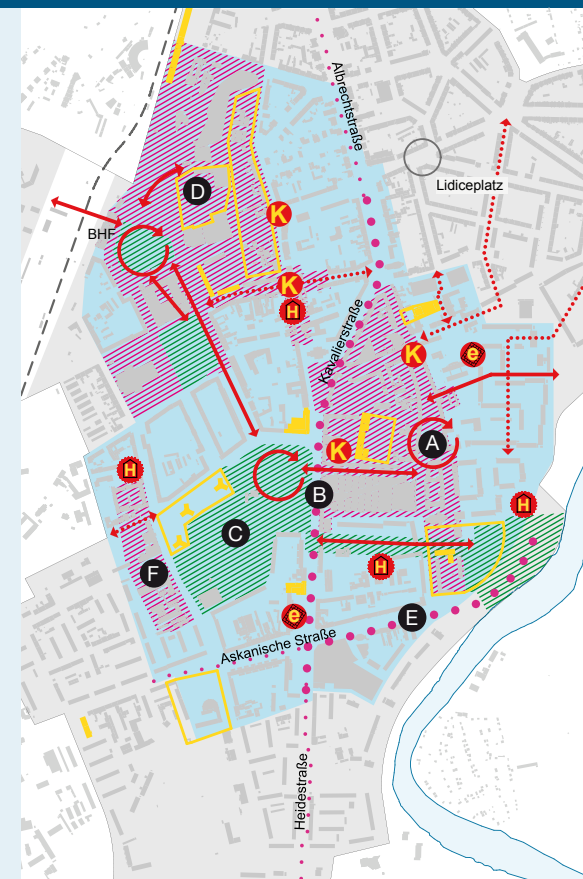 Albrechtstraße
Lidiceplatz
D
K
BHF
K
H
Kavalierstraße
K
e
A
K
H
B
H
C
H
F
e
E
Askanische Straße
Heidestraße